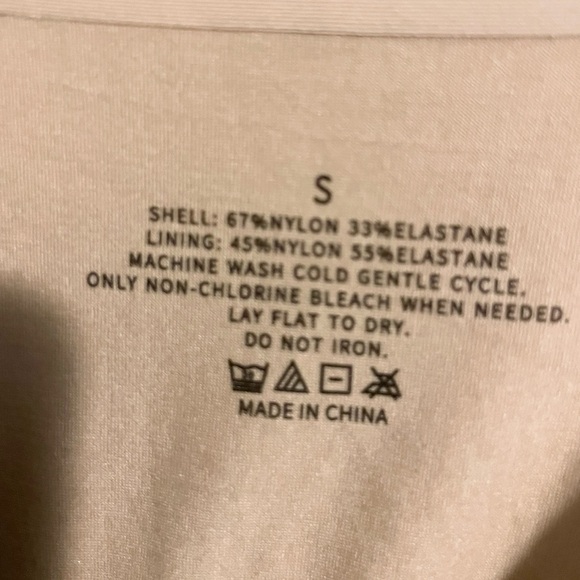 S
SHELL: 67%NYLON 33%ELASTANE
LINING: 45%NYLON 55%ELASTANE
MACHINE WASH COLD GENTLE CYCLE.
ONLY NON-CHLORINE BLEACH WHEN NEEDED.
LAY FLAT TO DRY.
DO NOT IRON.
MADE IN CHINA